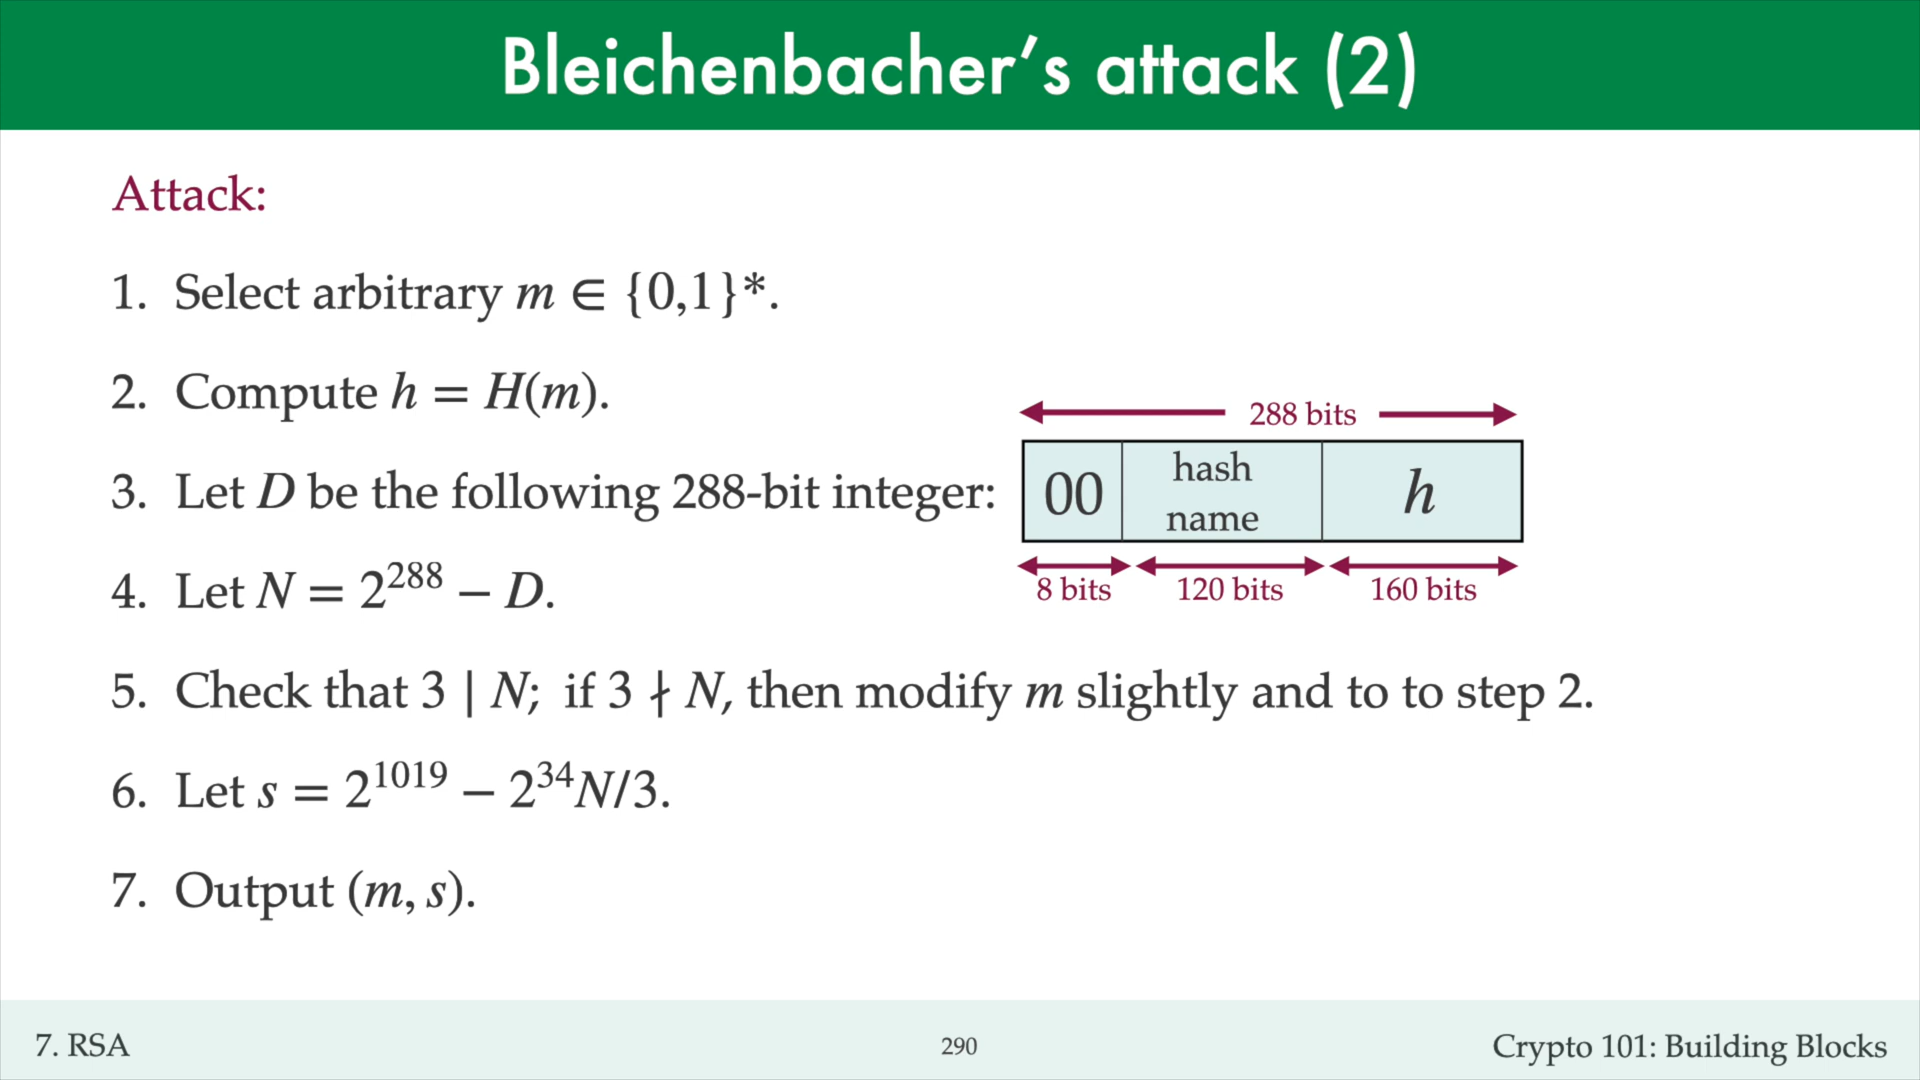 Bleichenbacher’s attack (2)
Attack:
1. Select arbitrary m ∈ {0,1}*.
2. Compute h = H(m).
3. Let D be the following 288-bit integer:
288 bits
00
hash
name
h
8 bits
120 bits
160 bits
4. Let N = 2^288 − D.
5. Check that 3 | N; if 3 ∤ N, then modify m slightly and to to step 2.
6. Let s = 2^1019 − 2^34 N/3.
7. Output (m, s).
7. RSA
290
Crypto 101: Building Blocks